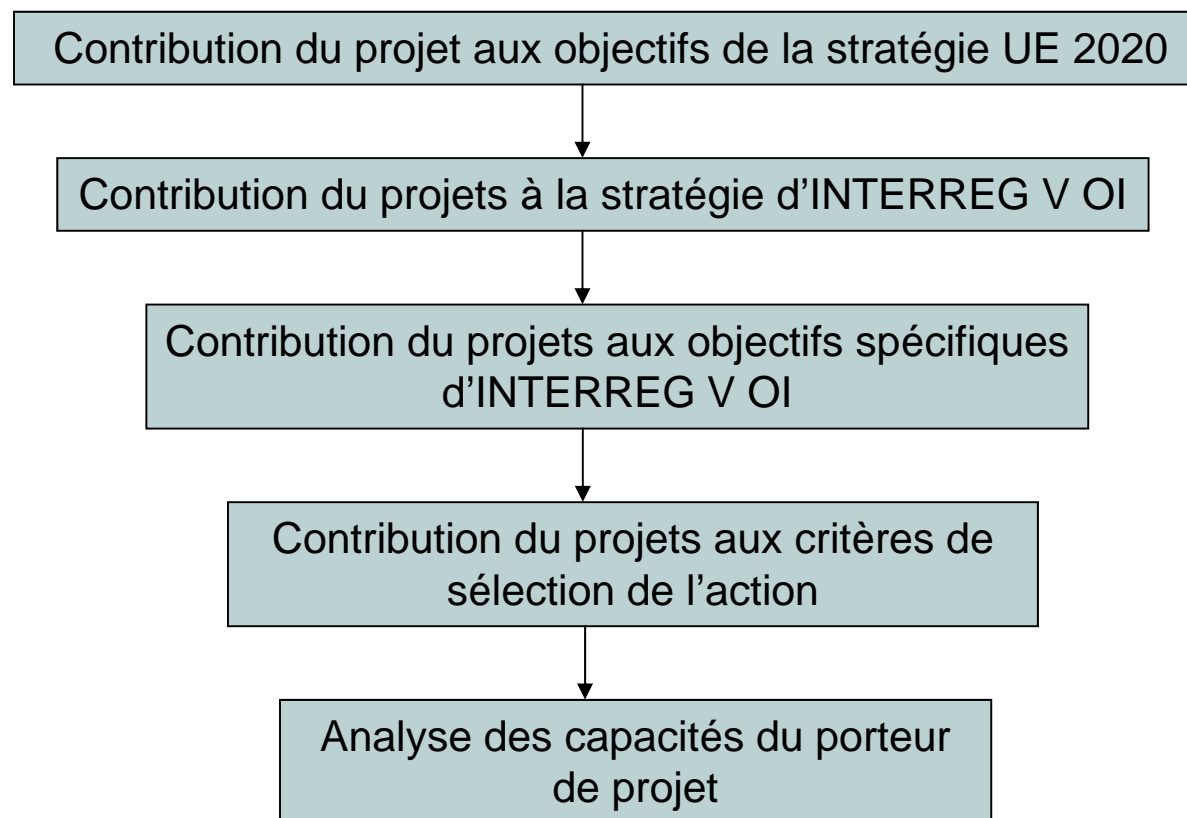 Contribution du projet aux objectifs de la stratégie UE 2020
Contribution du projets à la stratégie d’INTERREG V OI
Contribution du projets aux objectifs spécifiques
d’INTERREG V OI
Contribution du projets aux critères de
sélection de l’action
Analyse des capacités du porteur
de projet